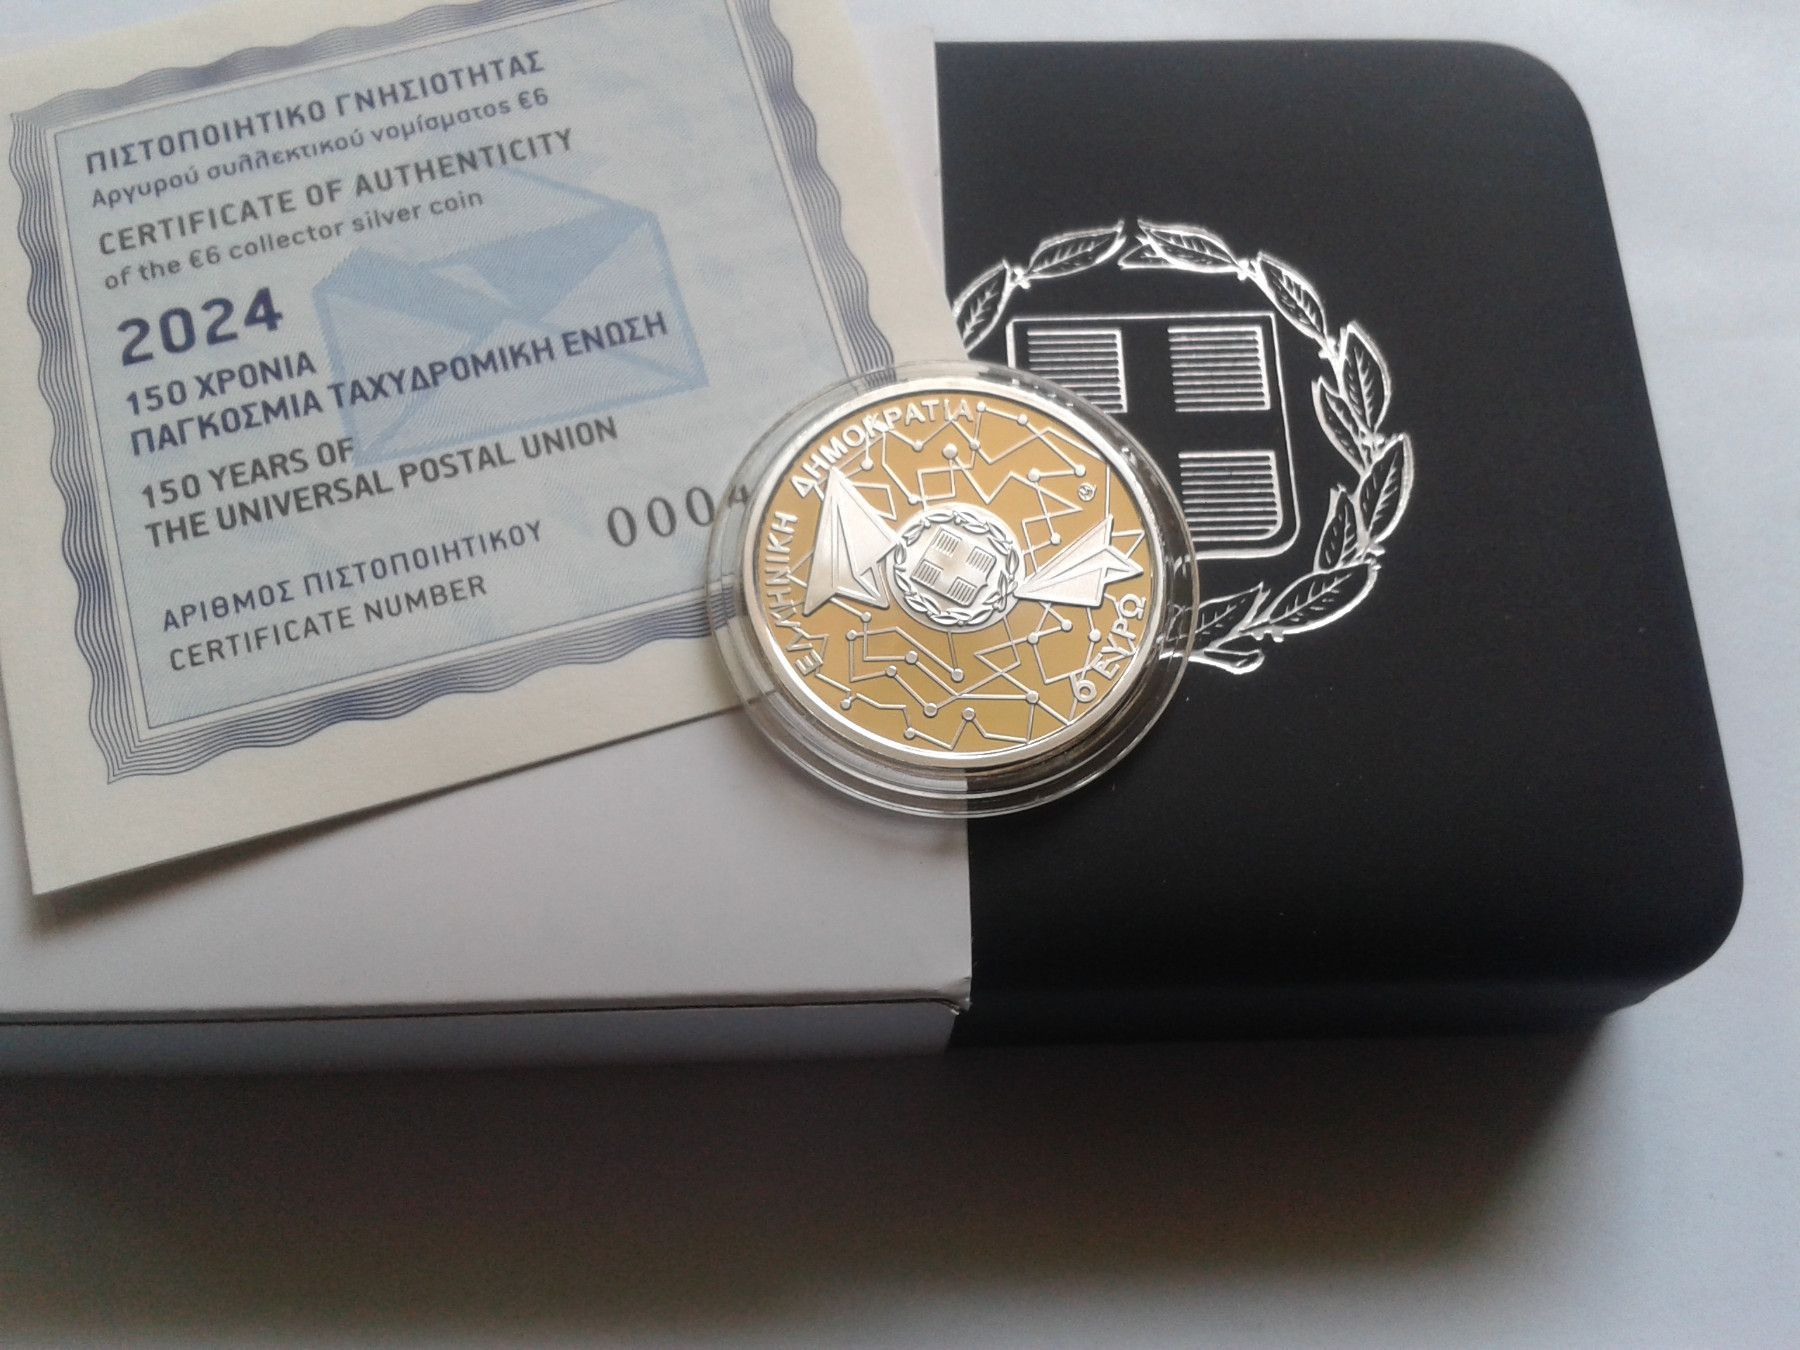 ΠΙΣΤΟΠΟΙΗΤΙΚΟ ΓΝΗΣΙΟΤΗΤΑΣ
Αργυρού συλλεκτικού νομίσματος €6
CERTIFICATE OF AUTHENTICITY
of the €6 collector silver coin
2024
150 ΧΡΟΝΙΑ
ΠΑΓΚΟΣΜΙΑ ΤΑΧΥΔΡΟΜΙΚΗ ΕΝΩΣΗ
150 YEARS OF
THE UNIVERSAL POSTAL UNION
ΑΡΙΘΜΟΣ ΠΙΣΤΟΠΟΙΗΤΙΚΟΥ
CERTIFICATE NUMBER
ΕΛΛΗΝΙΚΗ ΔΗΜΟΚΡΑΤΙΑ
6 ΕΥΡΩ